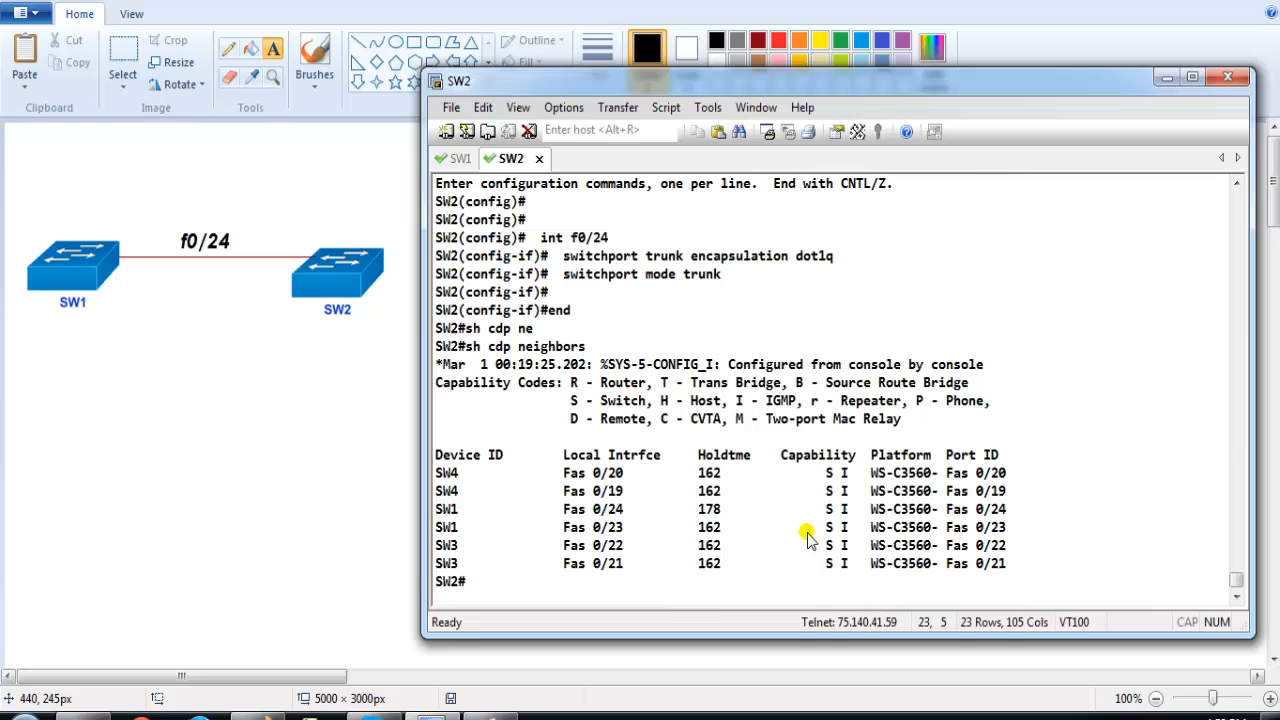 Home View
Cut
Copy
Paste
Clipboard
Crop
Resize
Rotate
Select
Image
Tools
Brushes
Outline
Fill
SW2
File Edit View Options Transfer Script Tools Window Help
Enter host <Alt+R>
SW1 SW2
Enter configuration commands, one per line.  End with CNTL/Z.
SW2(config)#
SW2(config)#
SW2(config)#  int f0/24
SW2(config-if)#  switchport trunk encapsulation dot1q
SW2(config-if)#  switchport mode trunk
SW2(config-if)#
SW2(config-if)#end
SW2#sh cdp ne
SW2#sh cdp neighbors
*Mar  1 00:19:25.202: %SYS-5-CONFIG_I: Configured from console by console
Capability Codes: R - Router, T - Trans Bridge, B - Source Route Bridge
S - Switch, H - Host, I - IGMP, r - Repeater, P - Phone,
D - Remote, C - CVTA, M - Two-port Mac Relay
Device ID Local Intrfce Holdtme Capability Platform Port ID
SW4 Fas 0/20 162 S I WS-C3560- Fas 0/20
SW4 Fas 0/19 162 S I WS-C3560- Fas 0/19
SW1 Fas 0/24 178 S I WS-C3560- Fas 0/24
SW1 Fas 0/23 162 S I WS-C3560- Fas 0/23
SW3 Fas 0/22 162 S I WS-C3560- Fas 0/22
SW3 Fas 0/21 162 S I WS-C3560- Fas 0/21
SW2#
Ready Telnet: 75.140.41.59 23, 5 23 Rows, 105 Cols VT100 CAP NUM
f0/24
SW1
SW2
440, 245px 5000 × 3000px 100%